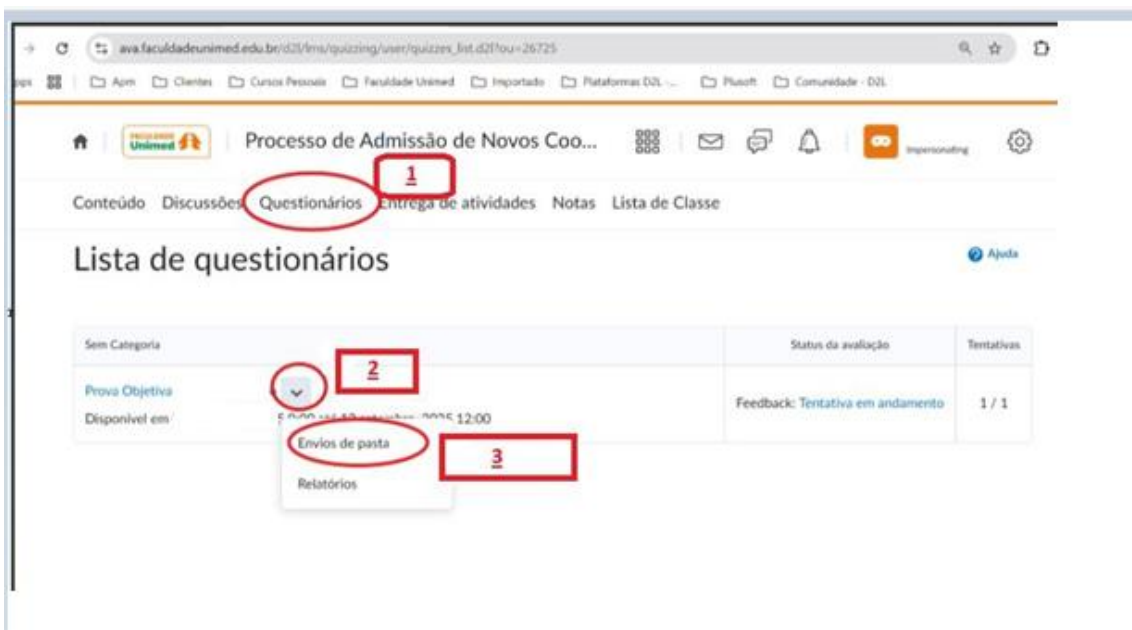 ava.faculdadeunimed.edu.br/d2l/lms/quizzing/user/quizzes_list.d2l?ou=26725
Apm Clientes Cursos Pessoais Faculdade Unimed Importado Plataformas D2L -... Plusoft Comunidade - D2L
FACULDADE Unimed Processo de Admissão de Novos Coo... Impersonating
1
Conteúdo Discussões Questionários Entrega de atividades Notas Lista de Classe
Lista de questionários
Ajuda
Sem Categoria Status da avaliação Tentativas
2
Prova Objetiva
Feedback: Tentativa em andamento 1 / 1
Disponível em 2025 12:00
Envios de pasta
3
Relatórios